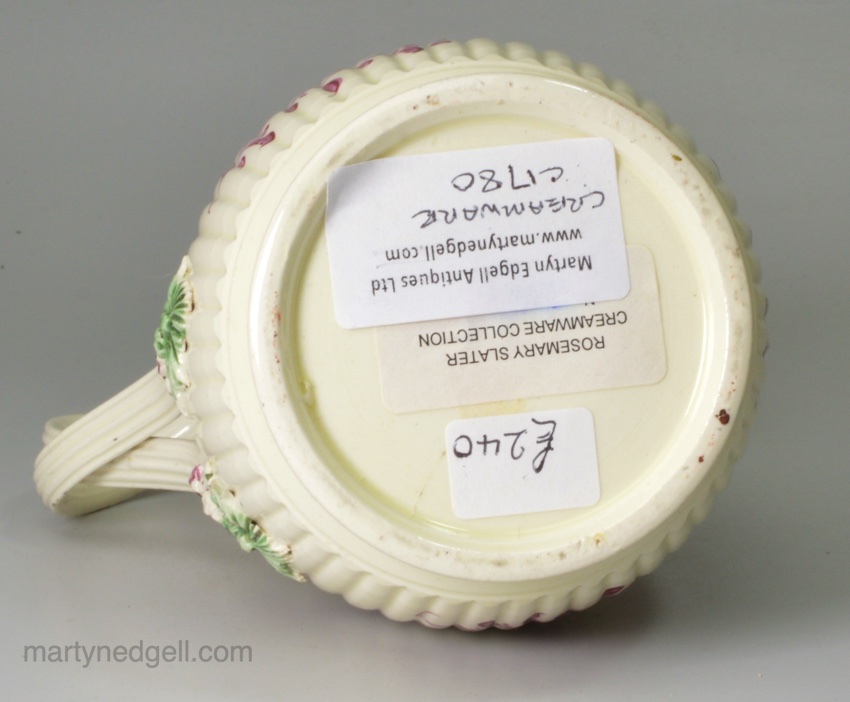 Martyn Edgell Antiques Ltd
www.martynedgell.com
CREAMWARE
C1780
ROSEMARY SLATER
CREAMWARE COLLECTION
£240
martynedgell.com